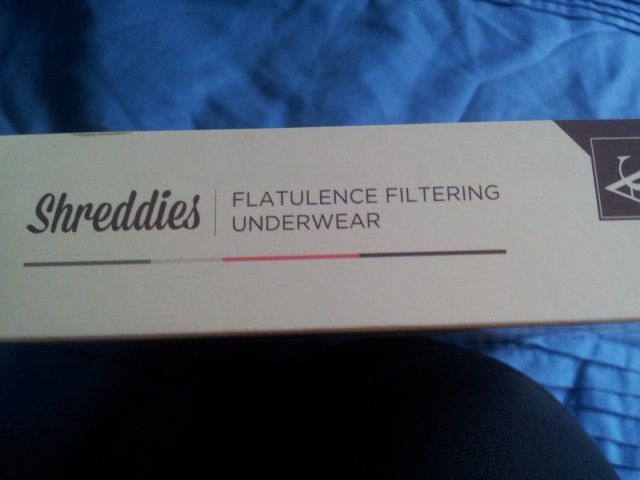 Shreddies
FLATULENCE FILTERING
UNDERWEAR